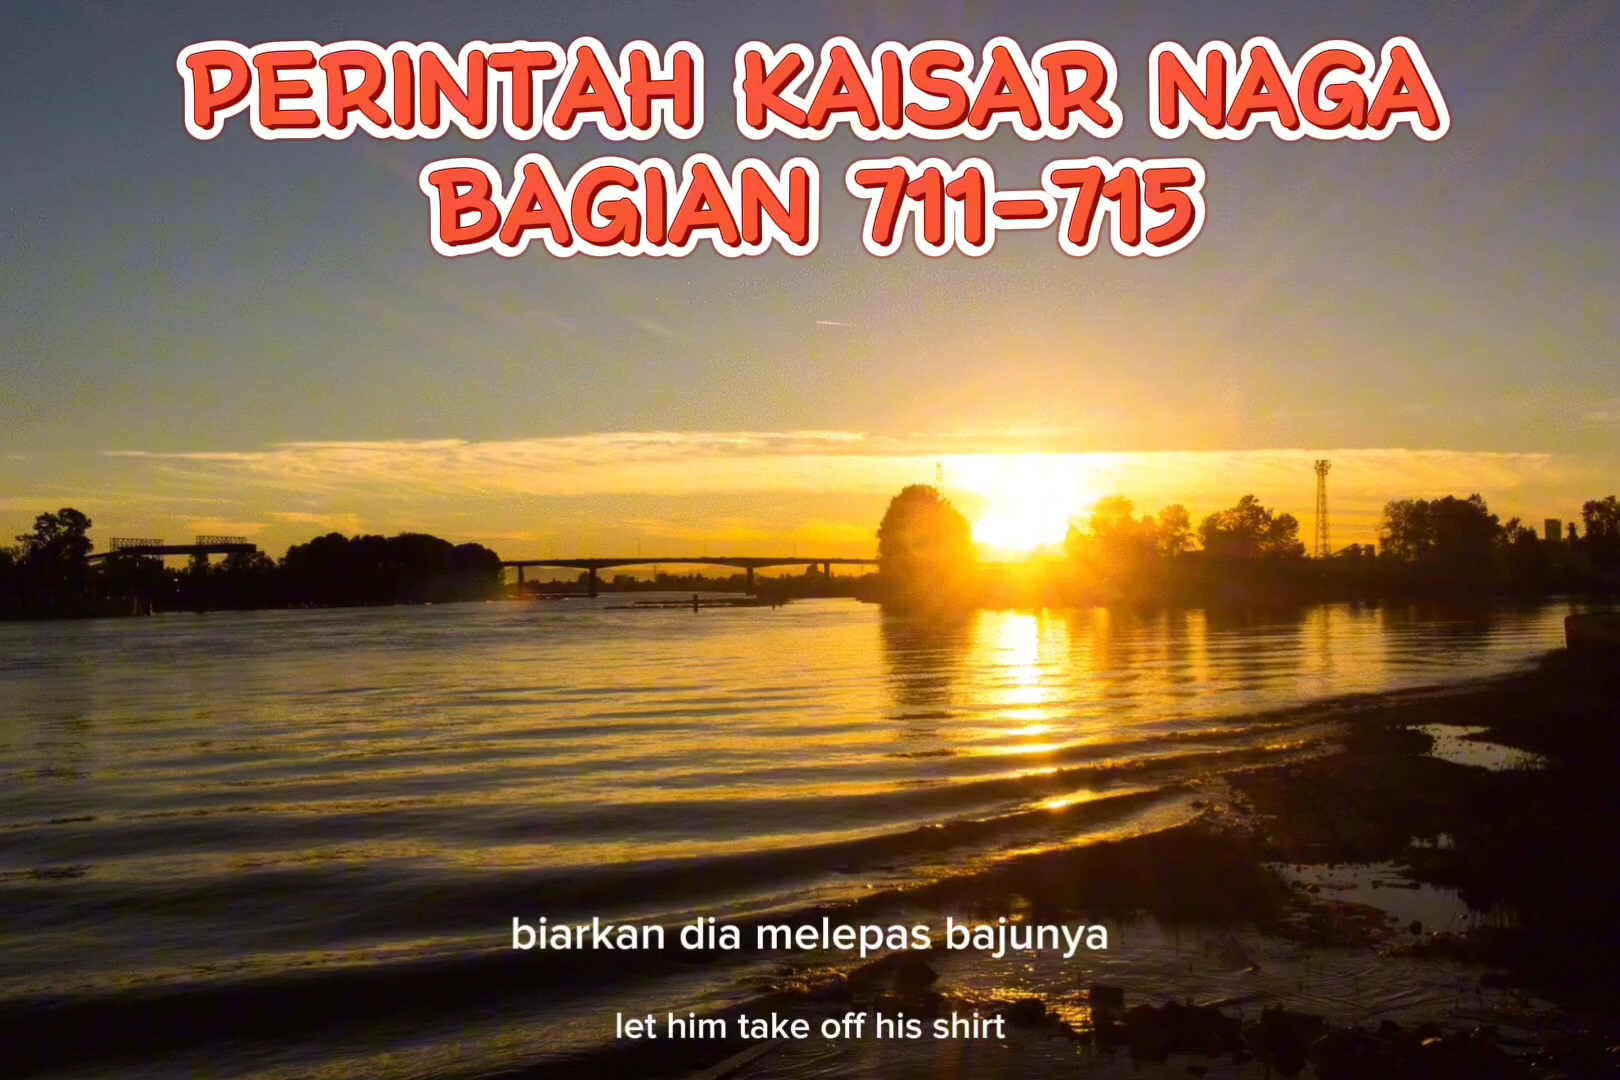 PERINTAH KAISAR NAGA
BAGIAN 711-715
biarkan dia melepas bajunya
let him take off his shirt